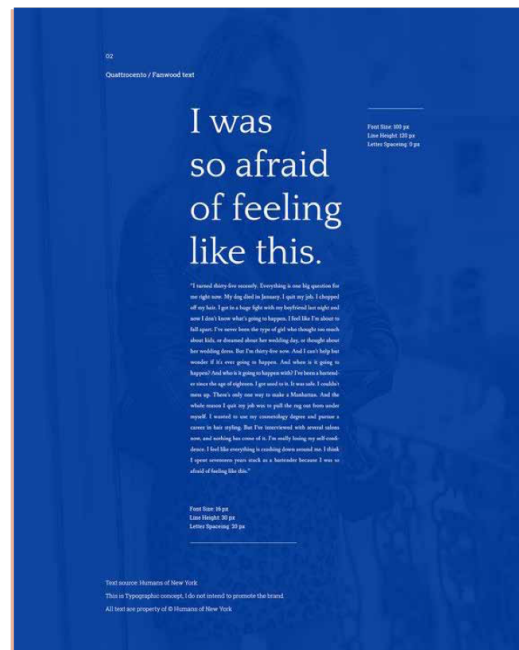 02
Quattrocento / Fanwood text
I was
so afraid
of feeling
like this.
Font Size: 100 px
Line Height: 130 px
Letter Spaceing: 0 px
"I turned thirty-five recently. Everything is one big question for
me right now. My dog died in January. I quit my job. I chopped
off my hair. I got in a huge fight with my boyfriend last night and
now I don't know what's going to happen. I feel like I'm about to
fall apart. I've never been the type of girl who thought too much
about kids, or dreamed about her wedding day, or thought about
her wedding dress. But I'm thirty-five now. And I can't help but
wonder if it's ever going to happen. And when is it going to
happen? And who is it going to happen with? I've been a bartend-
er since the age of eighteen. I got used to it. It was safe. I couldn't
mess up. There's only one way to make a Manhattan. And the
whole reason I quit my job was to pull the rug out from under
myself. I wanted to use my cosmetology degree and pursue a
career in hair styling. But I've interviewed with several salons
now, and nothing has come of it. I'm really losing my self-confi-
dence. I feel like everything is crashing down around me. I think
I spent seventeen years stuck as a bartender because I was so
afraid of feeling like this."
Font Size: 16 px
Line Height: 30 px
Letter Spaceing: 20 px
Text source: Humans of New York
This is Typographic concept, I do not intend to promote the brand.
All text are property of © Humans of New York